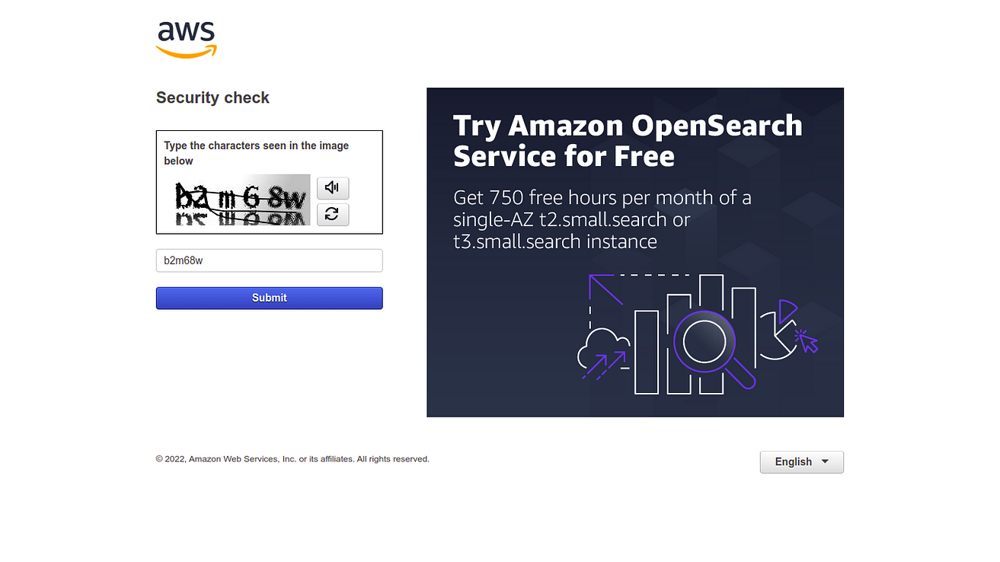 aws
Security check
Type the characters seen in the image
below
b2m68w
b2m68w
Submit
Try Amazon OpenSearch
Service for Free
Get 750 free hours per month of a
single-AZ t2.small.search or
t3.small.search instance
© 2022, Amazon Web Services, Inc. or its affiliates. All rights reserved.
English